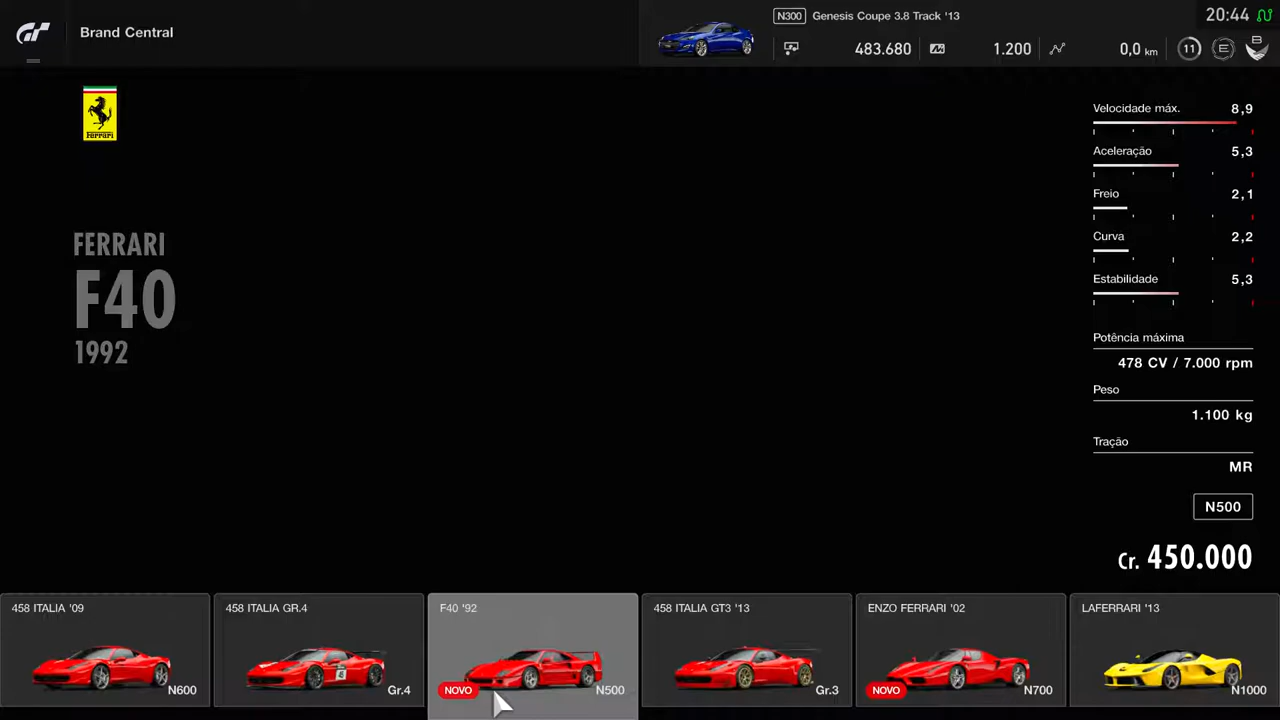 Brand Central
N300 Genesis Coupe 3.8 Track '13
20:44
483.680 1.200 0,0 km 11 E B
Ferrari
FERRARI
F40
1992
Velocidade máx. 8,9
Aceleração 5,3
Freio 2,1
Curva 2,2
Estabilidade 5,3
Potência máxima
478 CV / 7.000 rpm
Peso
1.100 kg
Tração
MR
N500
Cr. 450.000
458 ITALIA '09
N600
458 ITALIA GR.4
Gr.4
F40 '92
NOVO N500
458 ITALIA GT3 '13
Gr.3
ENZO FERRARI '02
NOVO N700
LAFERRARI '13
N1000